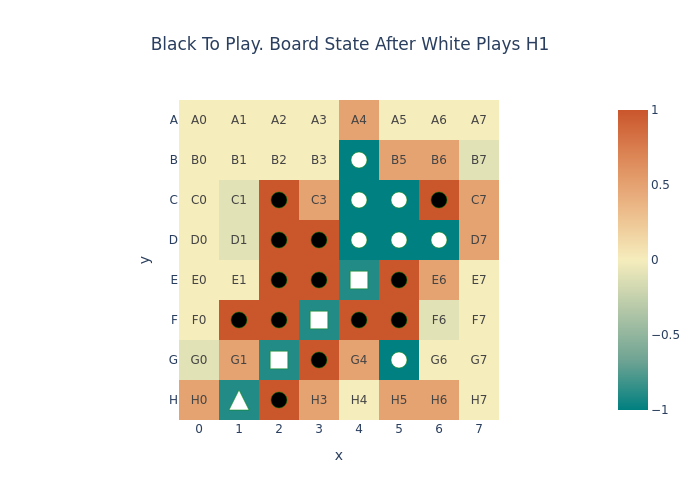 Black To Play. Board State After White Plays H1
A A0 A1 A2 A3 A4 A5 A6 A7
B B0 B1 B2 B3 B5 B6 B7
C C0 C1 C3 C7
D D0 D1 D7
E E0 E1 E6 E7
F F0 F6 F7
G G0 G1 G4 G6 G7
H H0 H3 H4 H5 H6 H7
0 1 2 3 4 5 6 7
x
y
1
0.5
0
−0.5
−1